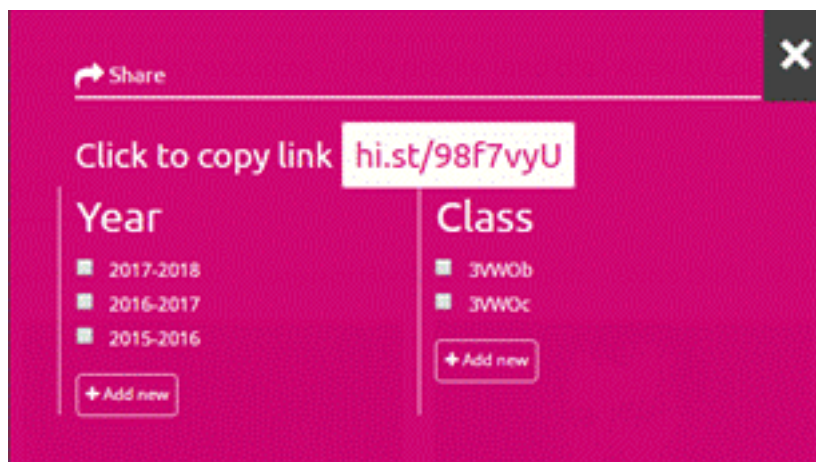 Share
Click to copy link hi.st/98f7vyU
Year
2017-2018
2016-2017
2015-2016
+ Add new
Class
3VWOb
3VWOc
+ Add new